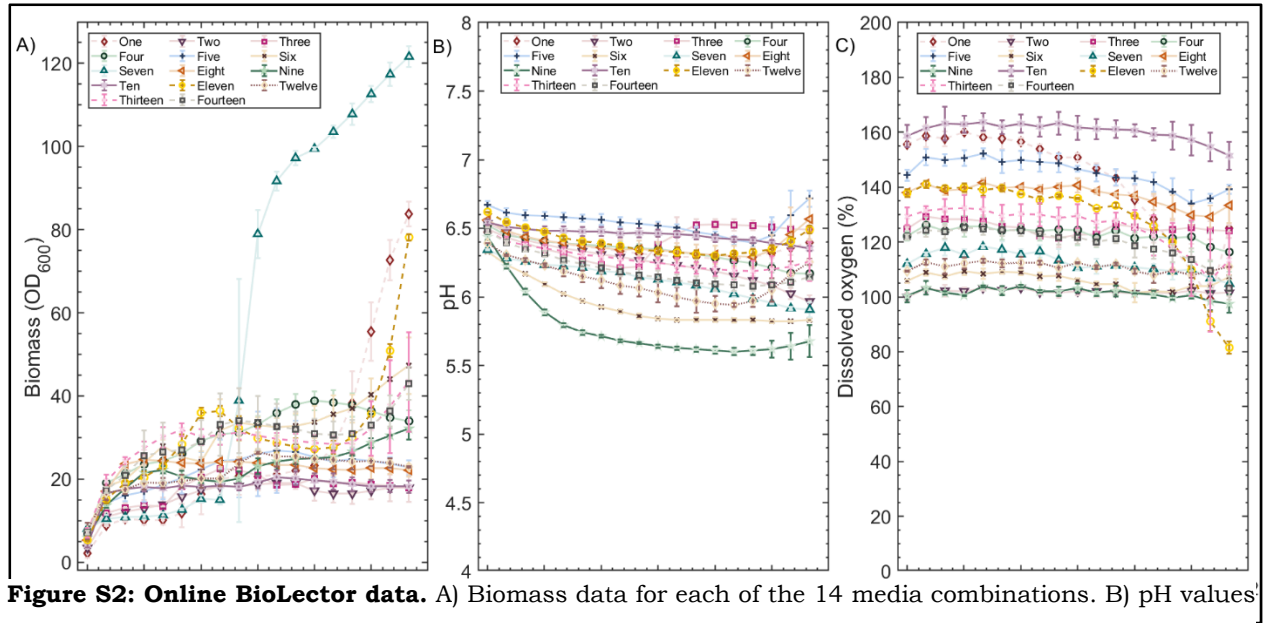 A)
One Two Three
Four Five Six
Seven Eight Nine
Ten Eleven Twelve
Thirteen Fourteen
120
100
80
60
40
20
0
Biomass (OD600)
B)
One Two Three Four
Five Six Seven Eight
Nine Ten Eleven Twelve
Thirteen Fourteen
8
7.5
7
6.5
6
5.5
5
4.5
4
pH
C)
One Two Three Four
Five Six Seven Eight
Nine Ten Eleven Twelve
Thirteen Fourteen
200
180
160
140
120
100
80
60
40
20
0
Dissolved oxygen (%)
Figure S2: Online BioLector data. A) Biomass data for each of the 14 media combinations. B) pH values